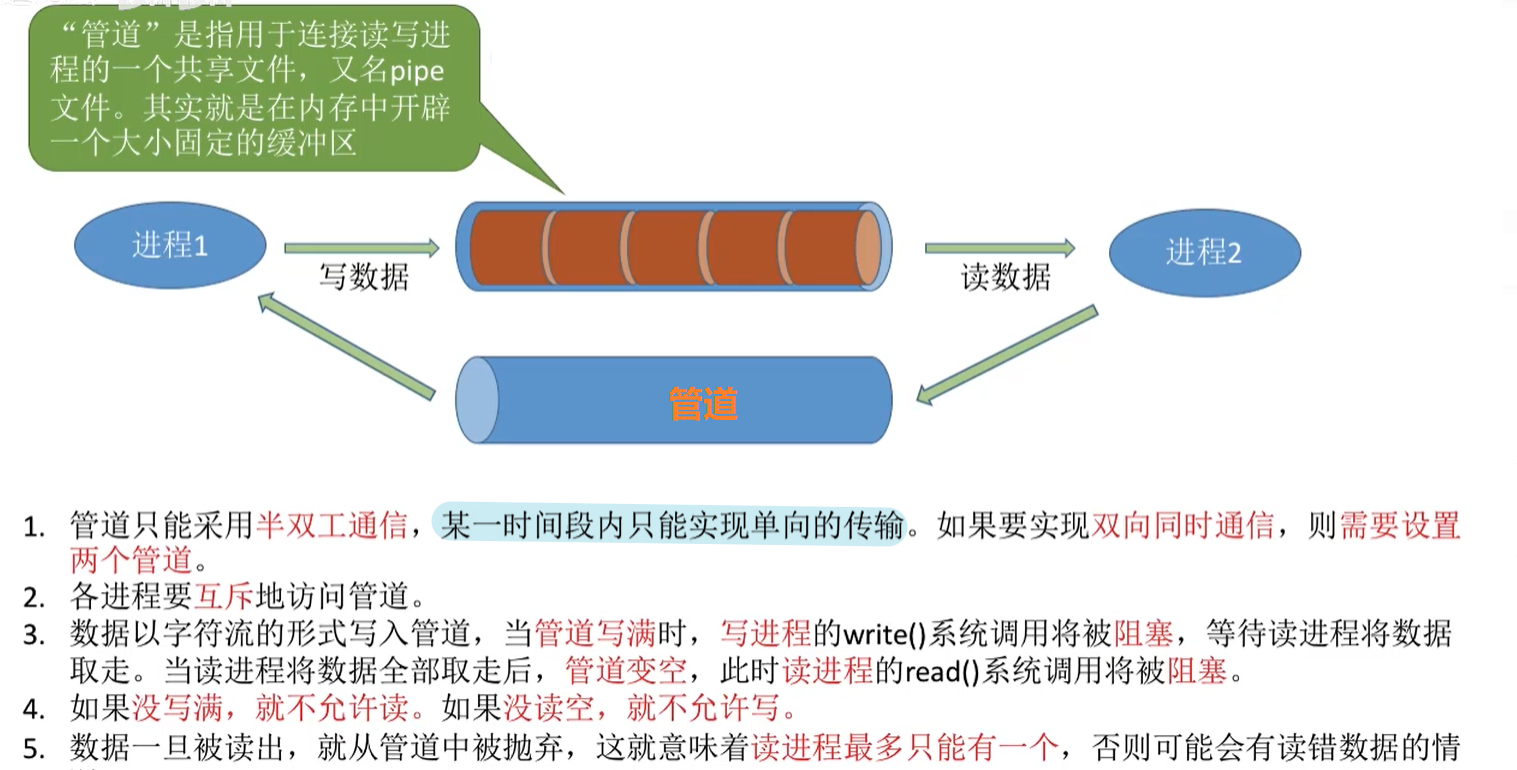 “管道”是指用于连接读写进
程的一个共享文件，又名pipe
文件。其实就是在内存中开辟
一个大小固定的缓冲区
进程1
写数据
读数据
进程2
管道
1. 管道只能采用半双工通信，某一时间段内只能实现单向的传输。如果要实现双向同时通信，则需要设置
两个管道。
2. 各进程要互斥地访问管道。
3. 数据以字符流的形式写入管道，当管道写满时，写进程的write()系统调用将被阻塞，等待读进程将数据
取走。当读进程将数据全部取走后，管道变空，此时读进程的read()系统调用将被阻塞。
4. 如果没写满，就不允许读。如果没读空，就不允许写。
5. 数据一旦被读出，就从管道中被抛弃，这就意味着读进程最多只能有一个，否则可能会有读错数据的情